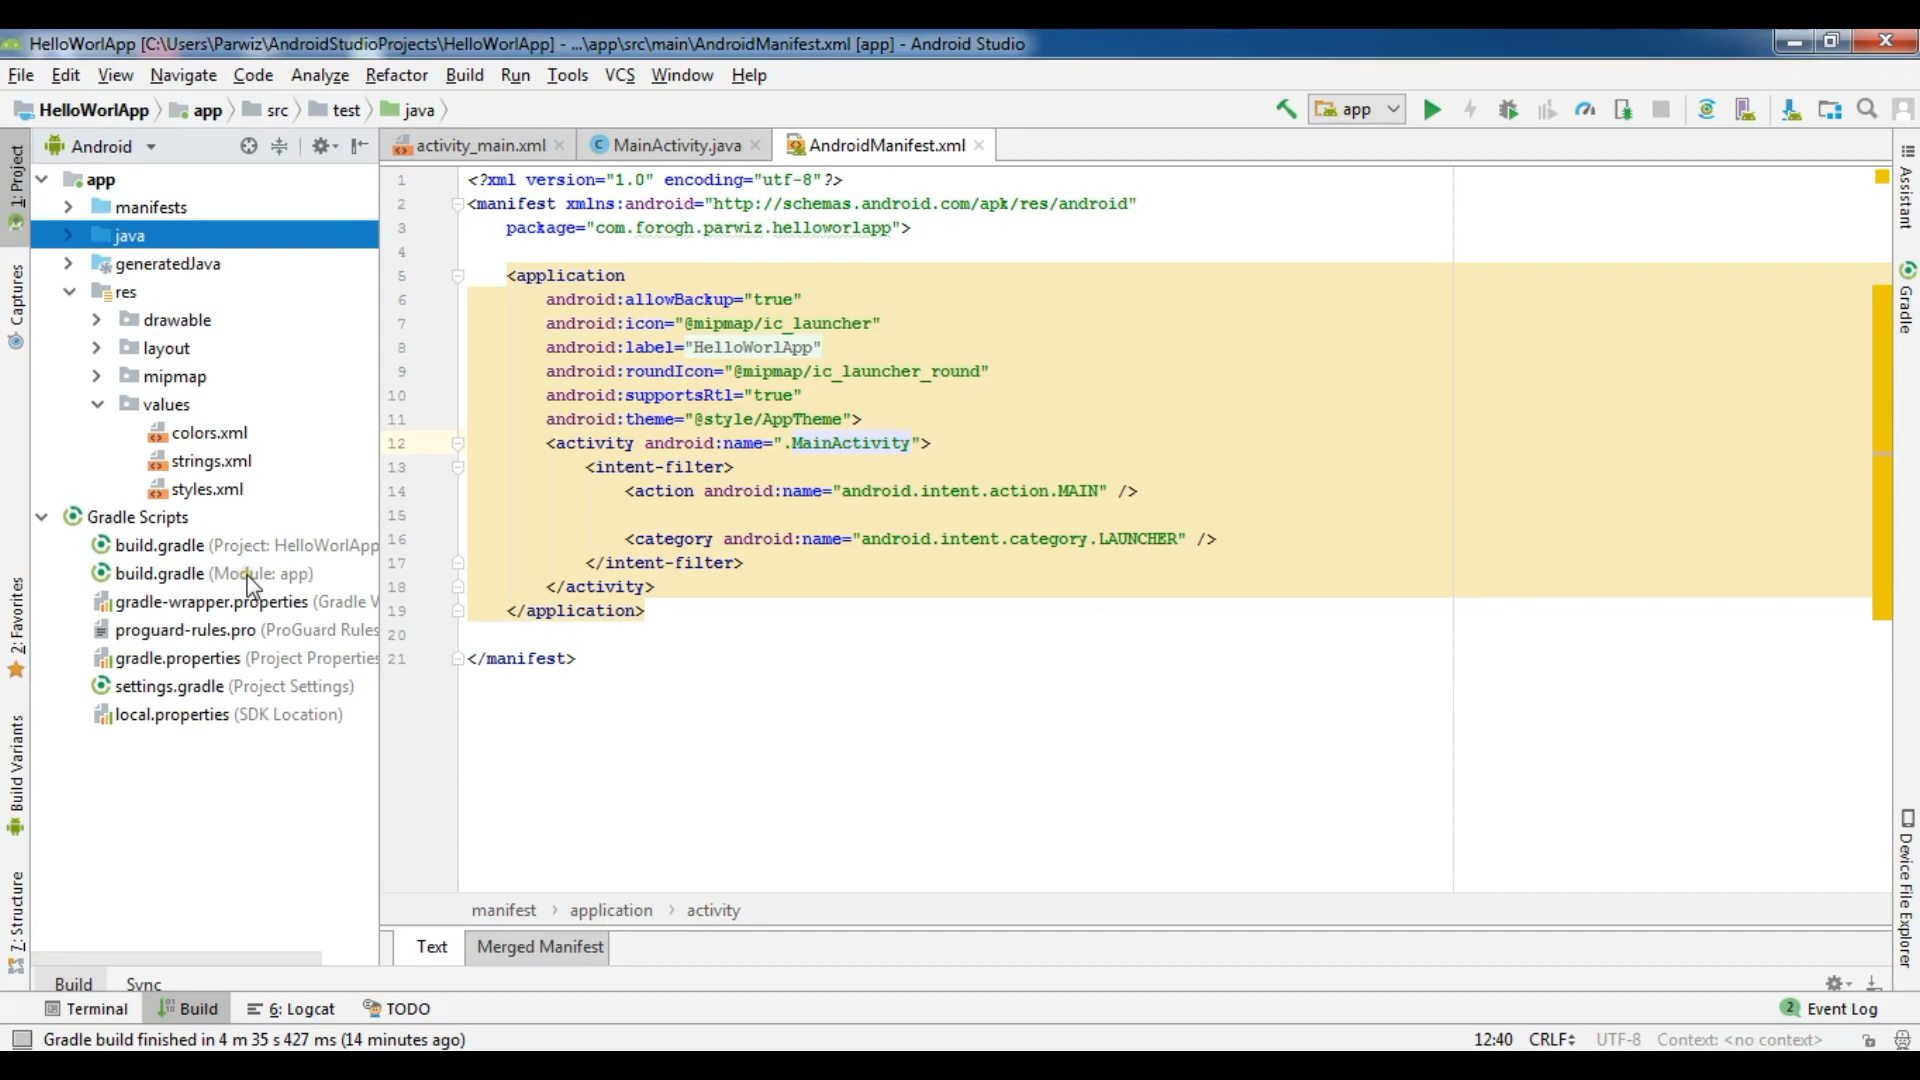 HelloWorlApp [C:\Users\Parwiz\AndroidStudioProjects\HelloWorlApp] - ...\app\src\main\AndroidManifest.xml [app] - Android Studio
File Edit View Navigate Code Analyze Refactor Build Run Tools VCS Window Help
HelloWorlApp app src test java
app
1: Project
Captures
2: Favorites
Build Variants
7: Structure
Android
app
manifests
java
generatedJava
res
drawable
layout
mipmap
values
colors.xml
strings.xml
styles.xml
Gradle Scripts
build.gradle (Project: HelloWorlApp
build.gradle (Module: app)
gradle-wrapper.properties (Gradle V
proguard-rules.pro (ProGuard Rules
gradle.properties (Project Properties
settings.gradle (Project Settings)
local.properties (SDK Location)
activity_main.xml MainActivity.java AndroidManifest.xml
1 <?xml version="1.0" encoding="utf-8"?>
2 <manifest xmlns:android="http://schemas.android.com/apk/res/android"
3 package="com.forogh.parwiz.helloworlapp">
4
5 <application
6 android:allowBackup="true"
7 android:icon="@mipmap/ic_launcher"
8 android:label="HelloWorlApp"
9 android:roundIcon="@mipmap/ic_launcher_round"
10 android:supportsRtl="true"
11 android:theme="@style/AppTheme">
12 <activity android:name=".MainActivity">
13 <intent-filter>
14 <action android:name="android.intent.action.MAIN" />
15
16 <category android:name="android.intent.category.LAUNCHER" />
17 </intent-filter>
18 </activity>
19 </application>
20
21 </manifest>
manifest application activity
Text Merged Manifest
Assistant
Gradle
Device File Explorer
Build Sync
Terminal Build 6: Logcat TODO 2 Event Log
Gradle build finished in 4 m 35 s 427 ms (14 minutes ago) 12:40 CRLF UTF-8 Context: <no context>